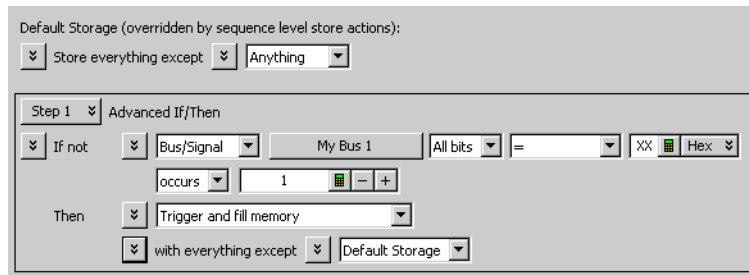 Default Storage (overridden by sequence level store actions):
Store everything except Anything
Step 1 Advanced If/Then
If not Bus/Signal My Bus 1 All bits = XX Hex
occurs 1 − +
Then Trigger and fill memory
with everything except Default Storage